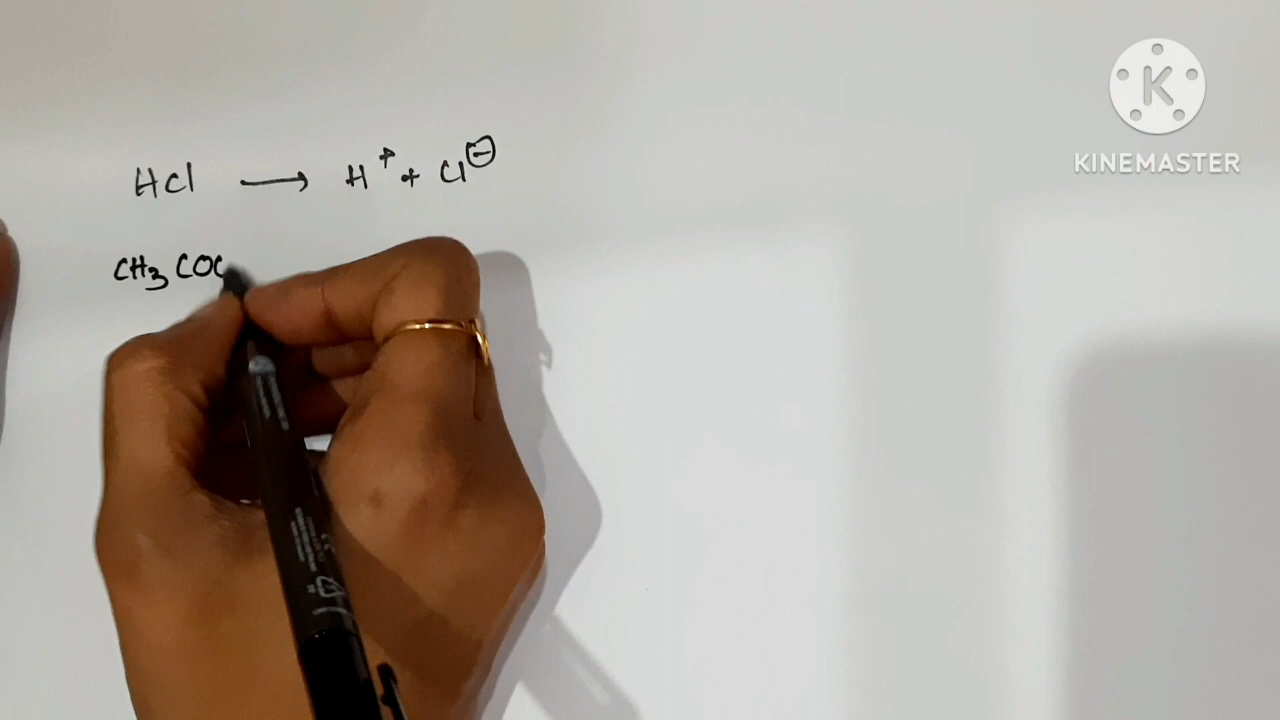 HCl → H⁺ + Cl⊖
CH₃COO
K
KINEMASTER